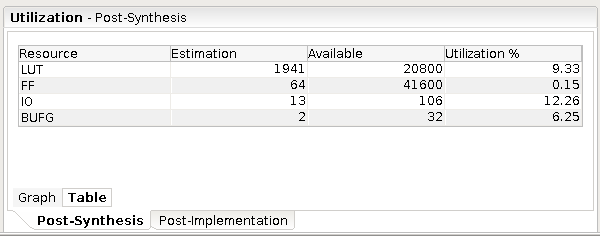 Utilization - Post-Synthesis
Resource Estimation Available Utilization %
LUT 1941 20800 9.33
FF 64 41600 0.15
IO 13 106 12.26
BUFG 2 32 6.25
Graph Table
Post-Synthesis Post-Implementation